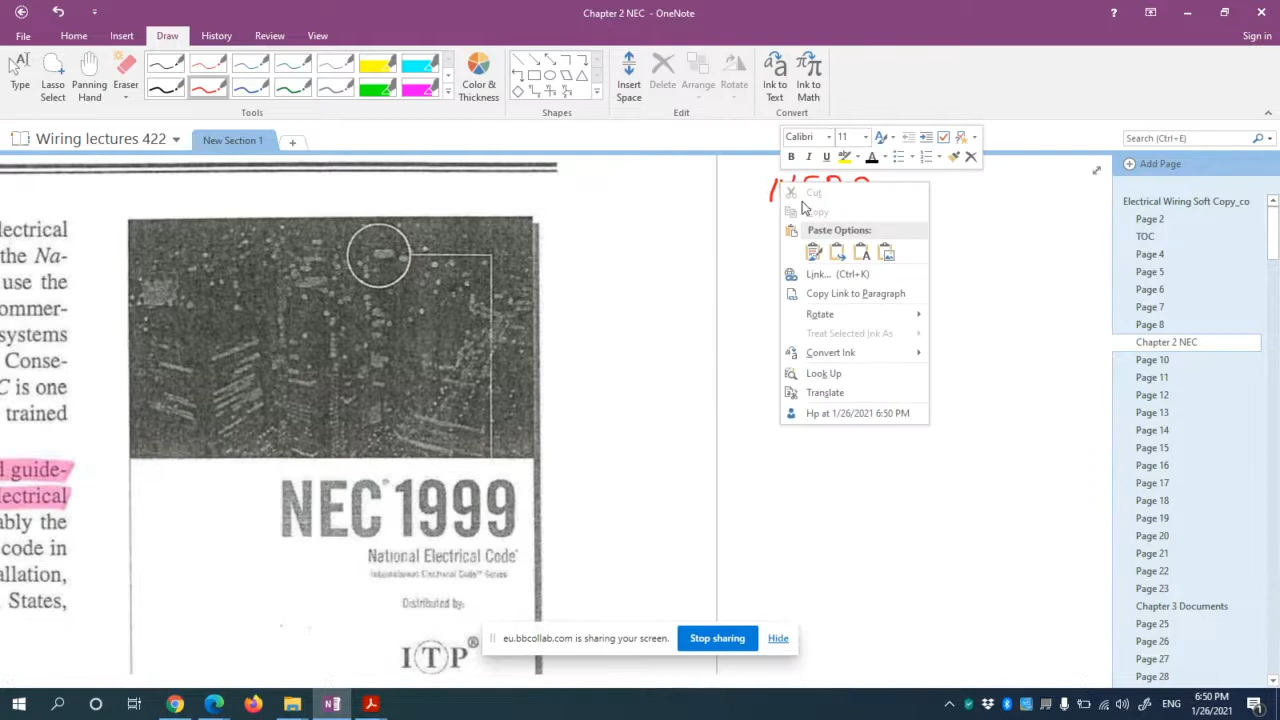 Chapter 2 NEC - OneNote
?
Sign in
File
Home
Insert
Draw
History
Review
View
Type
Lasso
Select
Panning
Hand
Eraser
Color &
Thickness
Insert
Space
Delete
Arrange
Rotate
Ink to
Text
Ink to
Math
Tools
Shapes
Edit
Convert
Wiring lectures 422
New Section 1
Calibri
11
B I U A
Search (Ctrl+E)
Add Page
Cut
Copy
Paste Options:
Link... (Ctrl+K)
Copy Link to Paragraph
Rotate
Treat Selected Ink As
Convert Ink
Look Up
Translate
Hp at 1/26/2021 6:50 PM
Electrical Wiring Soft Copy_co
Page 2
TOC
Page 4
Page 5
Page 6
Page 7
Page 8
Chapter 2 NEC
Page 10
Page 11
Page 12
Page 13
Page 14
Page 15
Page 16
Page 17
Page 18
Page 19
Page 20
Page 21
Page 22
Page 23
Chapter 3 Documents
Page 25
Page 26
Page 27
Page 28
lectrical
the Na-
use the
ommer-
systems
Conse-
C is one
trained
d guide-
lectrical
ably the
code in
allation,
States,
NEC® 1999
National Electrical Code®
International Electrical Code™ Series
Distributed by:
ITP®
eu.bbcollab.com is sharing your screen.
Stop sharing
Hide
ENG
6:50 PM
1/26/2021